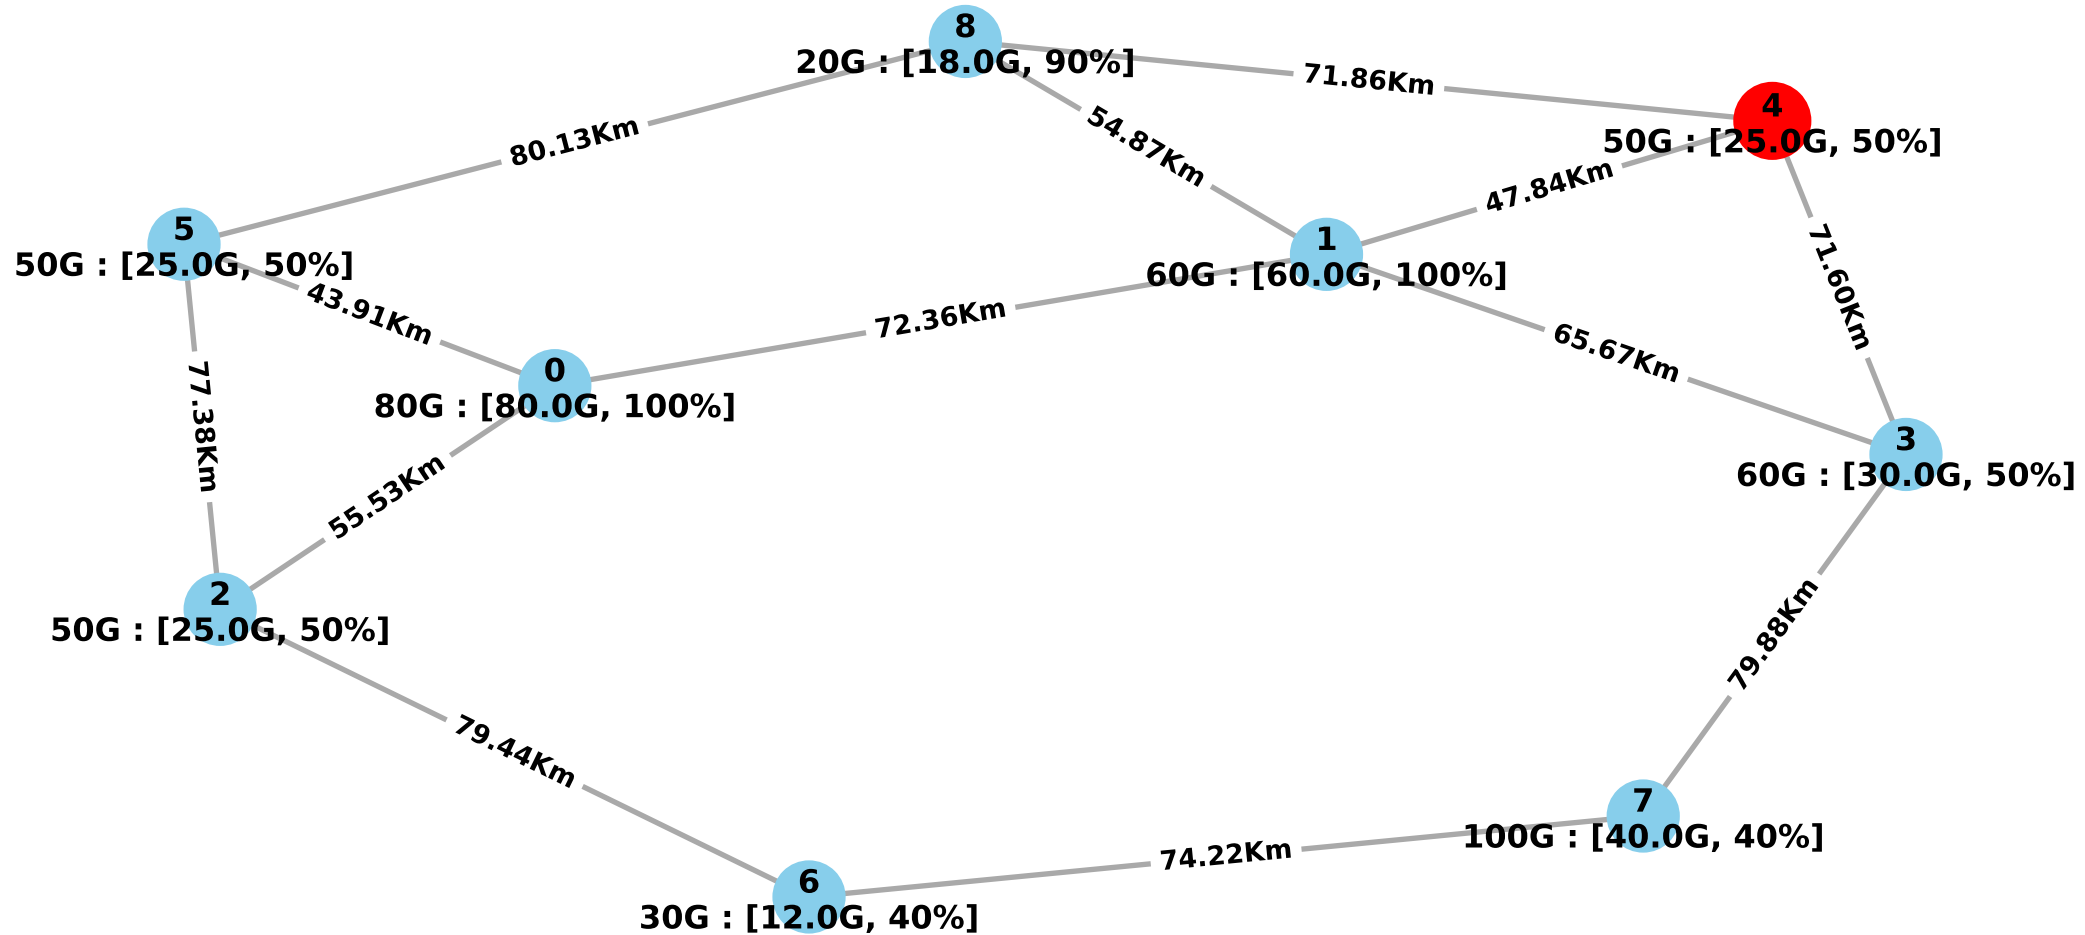 8
20G : [18.0G, 90%]
71.86Km
4
50G : [25.0G, 50%]
80.13Km
54.87Km
47.84Km
5
50G : [25.0G, 50%]
1
60G : [60.0G, 100%]
71.60Km
43.91Km
72.36Km
65.67Km
0
80G : [80.0G, 100%]
77.38Km
55.53Km
3
60G : [30.0G, 50%]
2
50G : [25.0G, 50%]
79.88Km
79.44Km
7
100G : [40.0G, 40%]
74.22Km
6
30G : [12.0G, 40%]